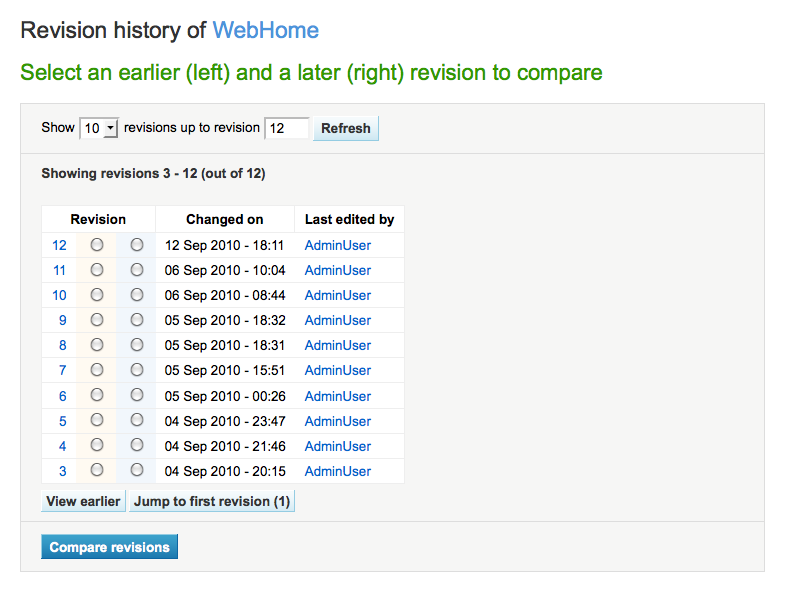 Revision history of WebHome
Select an earlier (left) and a later (right) revision to compare
Show 10 revisions up to revision 12 Refresh
Showing revisions 3 - 12 (out of 12)
Revision Changed on Last edited by
12 12 Sep 2010 - 18:11 AdminUser
11 06 Sep 2010 - 10:04 AdminUser
10 06 Sep 2010 - 08:44 AdminUser
9 05 Sep 2010 - 18:32 AdminUser
8 05 Sep 2010 - 18:31 AdminUser
7 05 Sep 2010 - 15:51 AdminUser
6 05 Sep 2010 - 00:26 AdminUser
5 04 Sep 2010 - 23:47 AdminUser
4 04 Sep 2010 - 21:46 AdminUser
3 04 Sep 2010 - 20:15 AdminUser
View earlier Jump to first revision (1)
Compare revisions